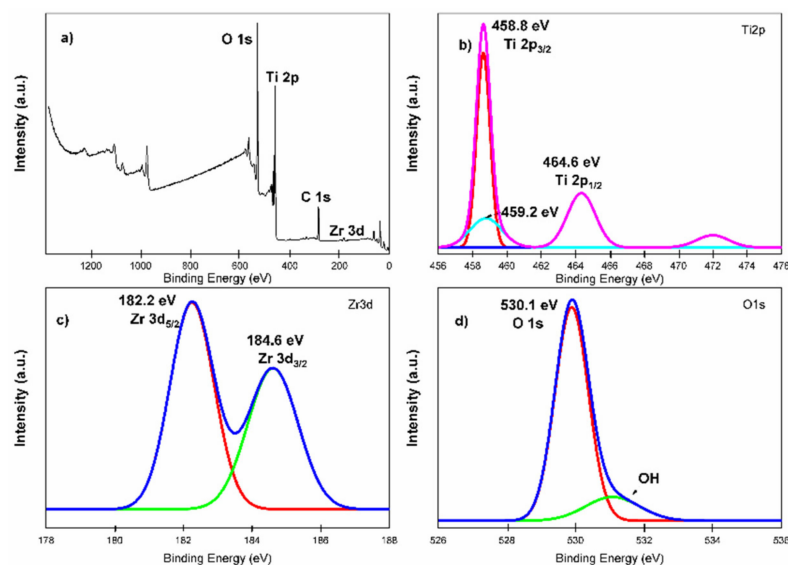 a)
O 1s
Ti 2p
C 1s
Zr 3d
Intensity (a.u.)
1200 1000 800 600 400 200 0
Binding Energy (eV)
458.8 eV
Ti 2p3/2
b)
Ti2p
464.6 eV
Ti 2p1/2
459.2 eV
Intensity (a.u.)
456 458 460 462 464 466 468 470 472 474 476
Binding Energy (eV)
182.2 eV
Zr 3d5/2
Zr3d
c)
184.6 eV
Zr 3d3/2
Intensity (a.u.)
178 180 182 184 186 188
Binding Energy (eV)
530.1 eV
O 1s
O1s
d)
OH
Intensity (a.u.)
526 528 530 532 534 536 538
Binding Energy (eV)